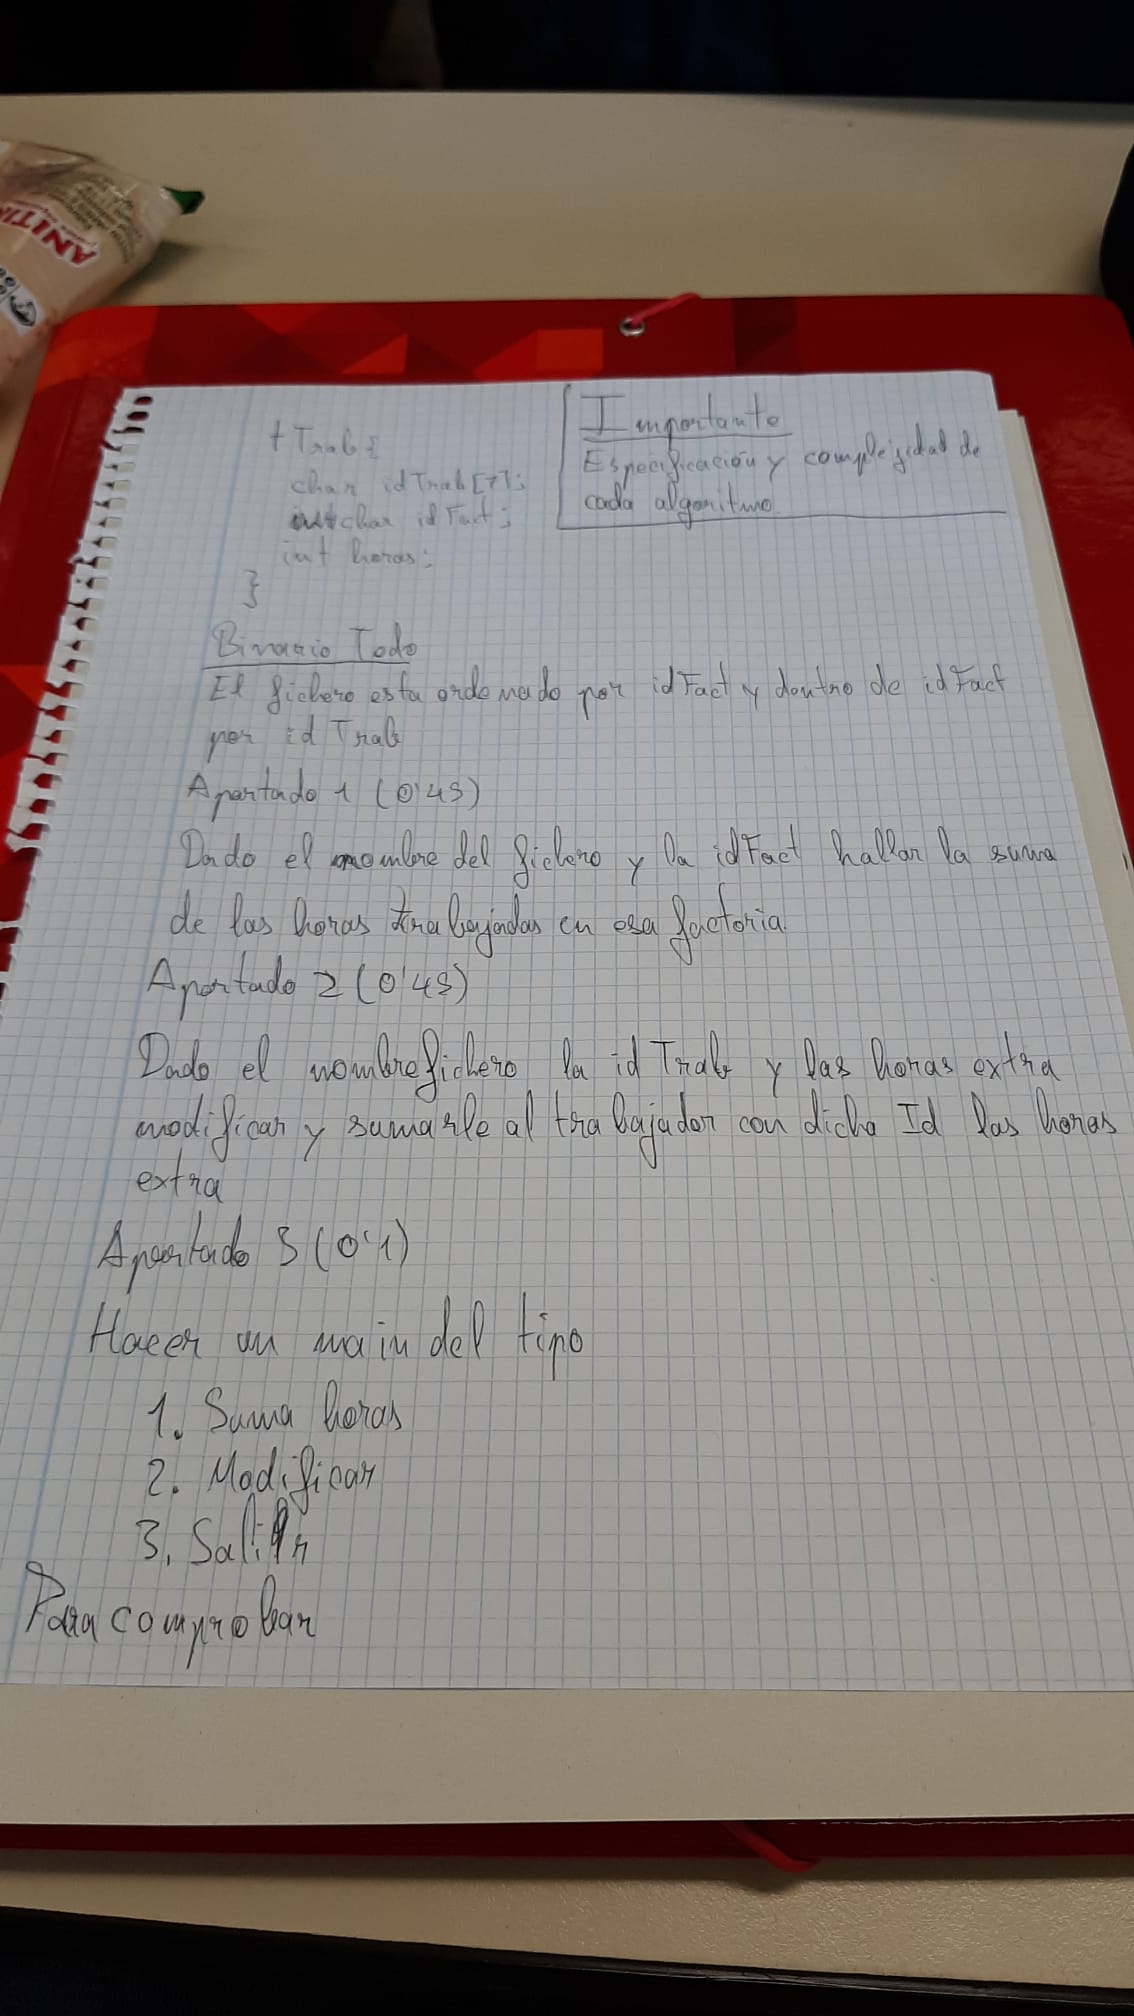 ANITIN
tTrab{
char idTrab[7];
char idFact;
int horas;
}
Importante
Especificación y complejidad de
cada algoritmo
Binario Todo
El fichero esta ordenado por idFact y dentro de idFact
por idTrab
Apartado 1 (0'45)
Dado el nombre del fichero y la idFact hallar la suma
de las horas trabajadas en esa factoria
Apartado 2 (0'45)
Dado el nombrefichero la idTrab y las horas extra
modificar y sumarle al trabajador con dicha Id las horas
extra
Apartado 3 (0'1)
Hacer un main del tipo
1. Suma horas
2. Modificar
3. Salir
Para comprobar